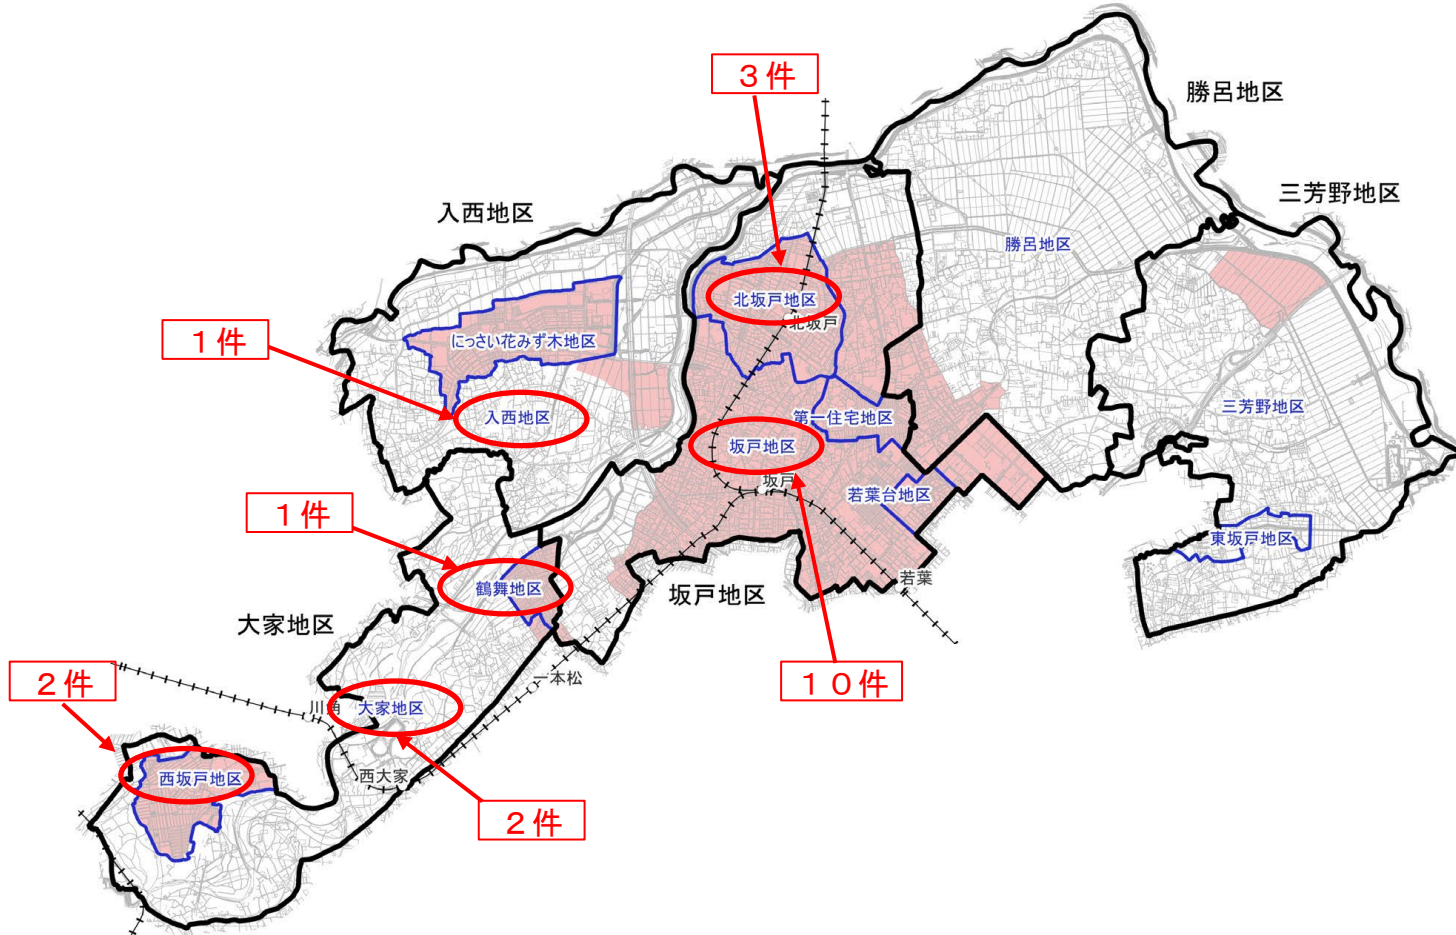 ３件
勝呂地区
三芳野地区
入西地区
勝呂地区
北坂戸地区
北坂戸
１件
にっさい花みず木地区
入西地区
第一住宅地区
三芳野地区
坂戸地区
坂戸
若葉台地区
１件
東坂戸地区
鶴舞地区
若葉
坂戸地区
大家地区
２件
一本松
１０件
川角
大家地区
西坂戸地区
西大家
２件